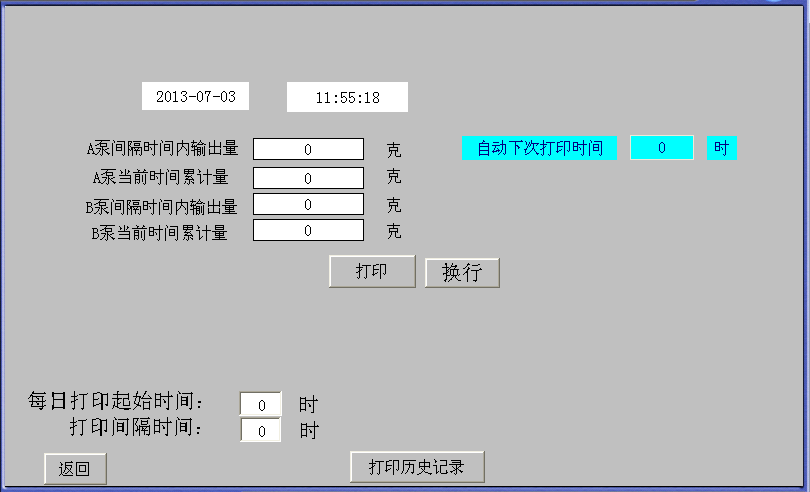 2013-07-03 11:55:18
A泵间隔时间内输出量 0 克 自动下次打印时间 0 时
A泵当前时间累计量 0 克
B泵间隔时间内输出量 0 克
B泵当前时间累计量 0 克
打印 换行
每日打印起始时间: 0 时
打印间隔时间: 0 时
返回 打印历史记录